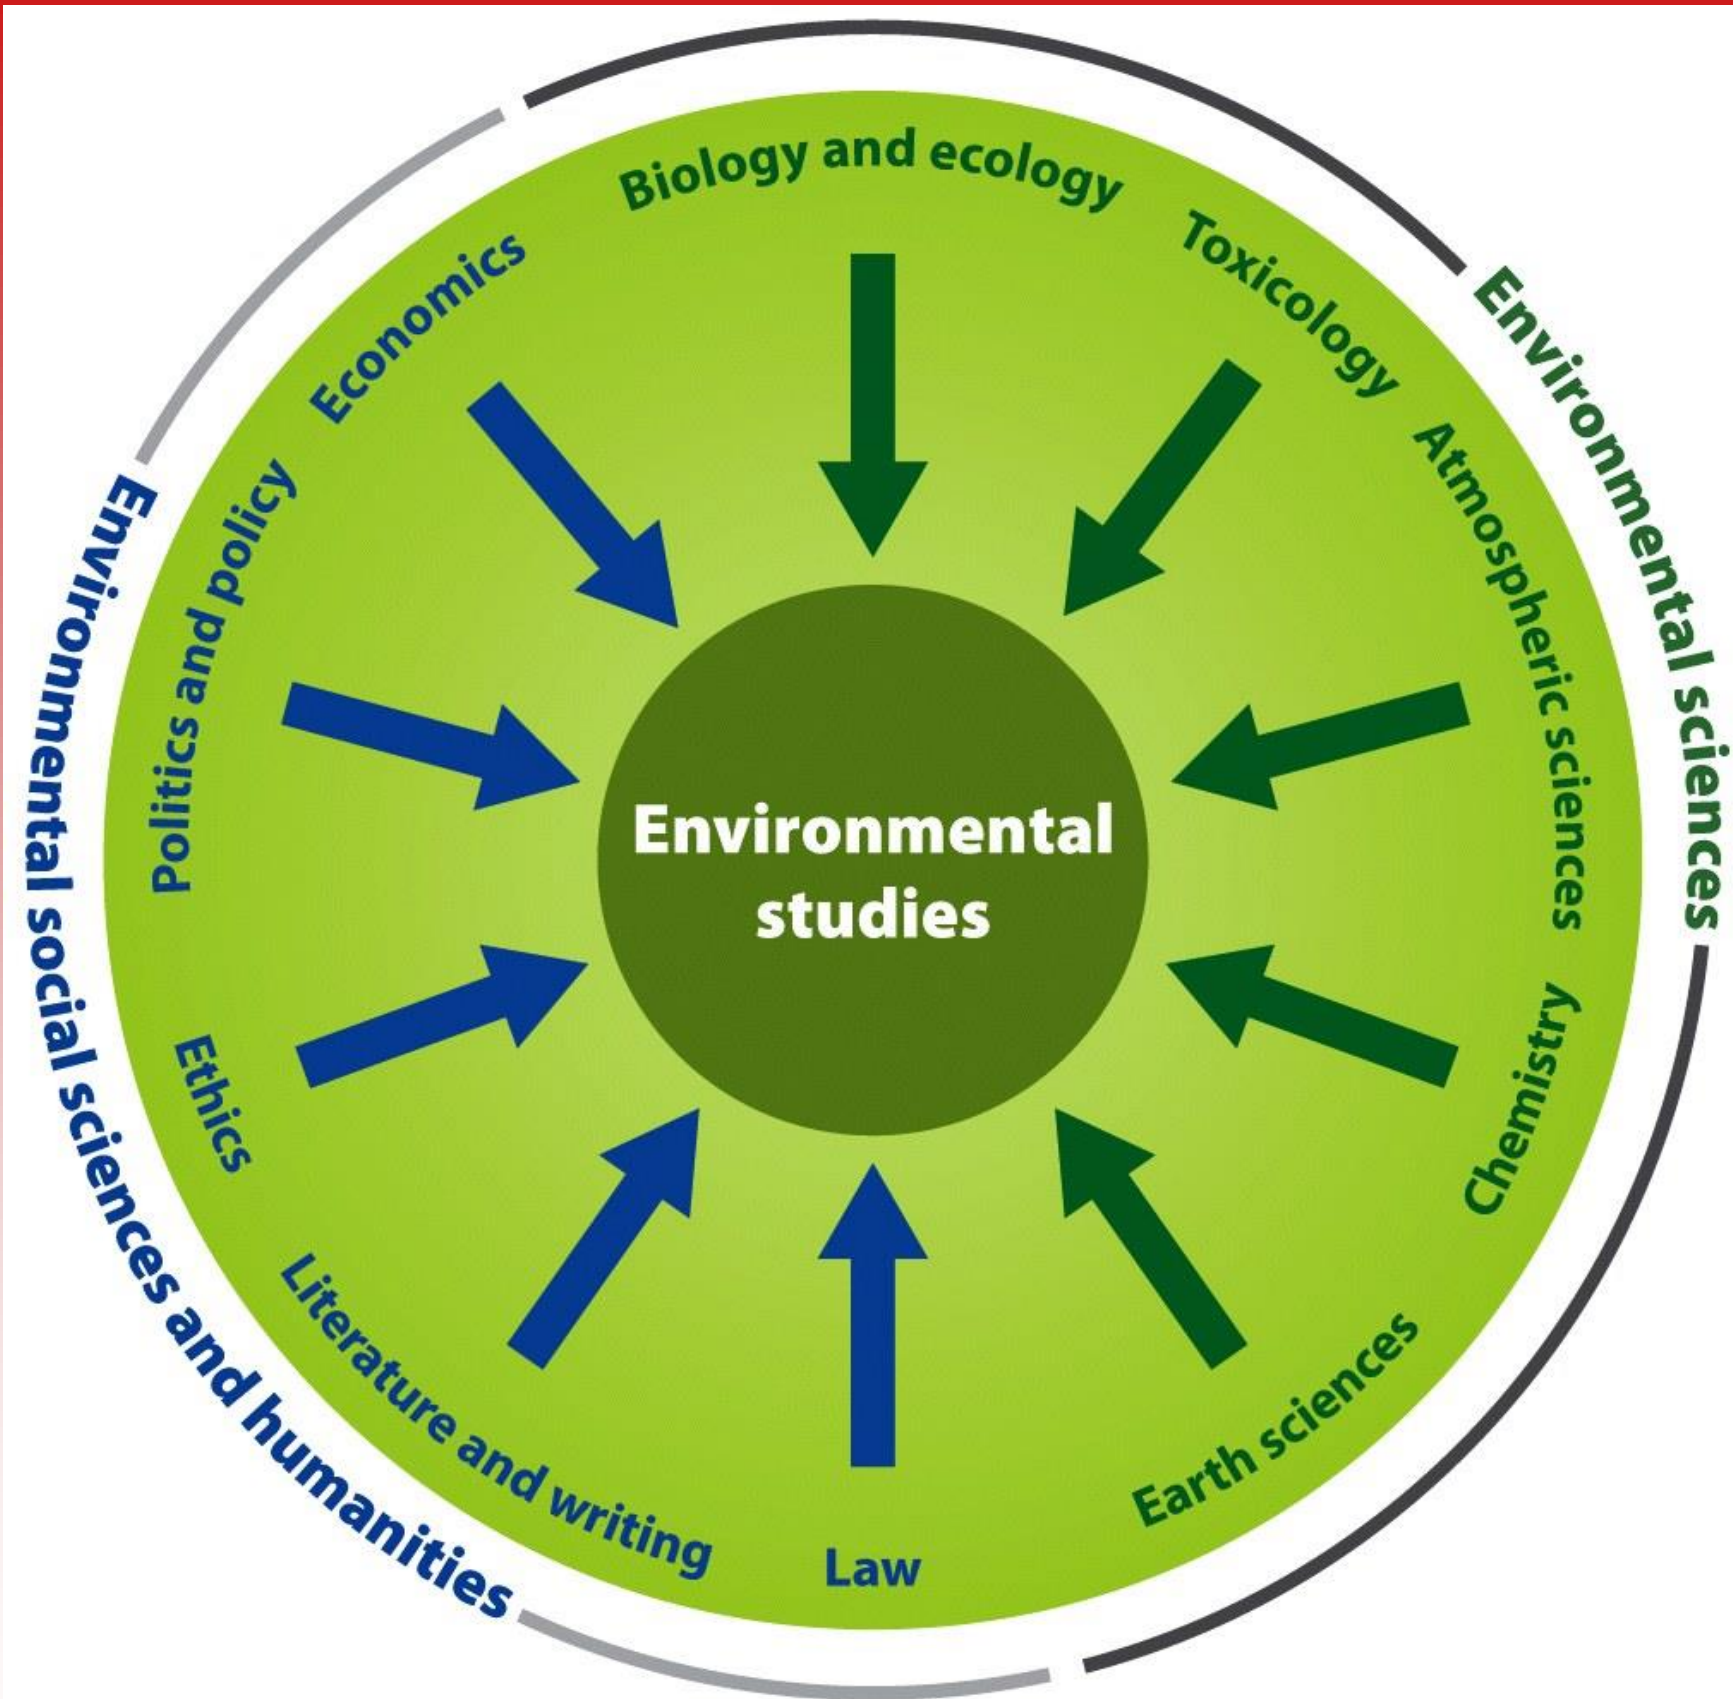 Biology and ecology
Toxicology
Atmospheric sciences
Chemistry
Earth sciences
Law
Literature and writing
Ethics
Politics and policy
Economics
Environmental
studies
Environmental sciences
Environmental social sciences and humanities